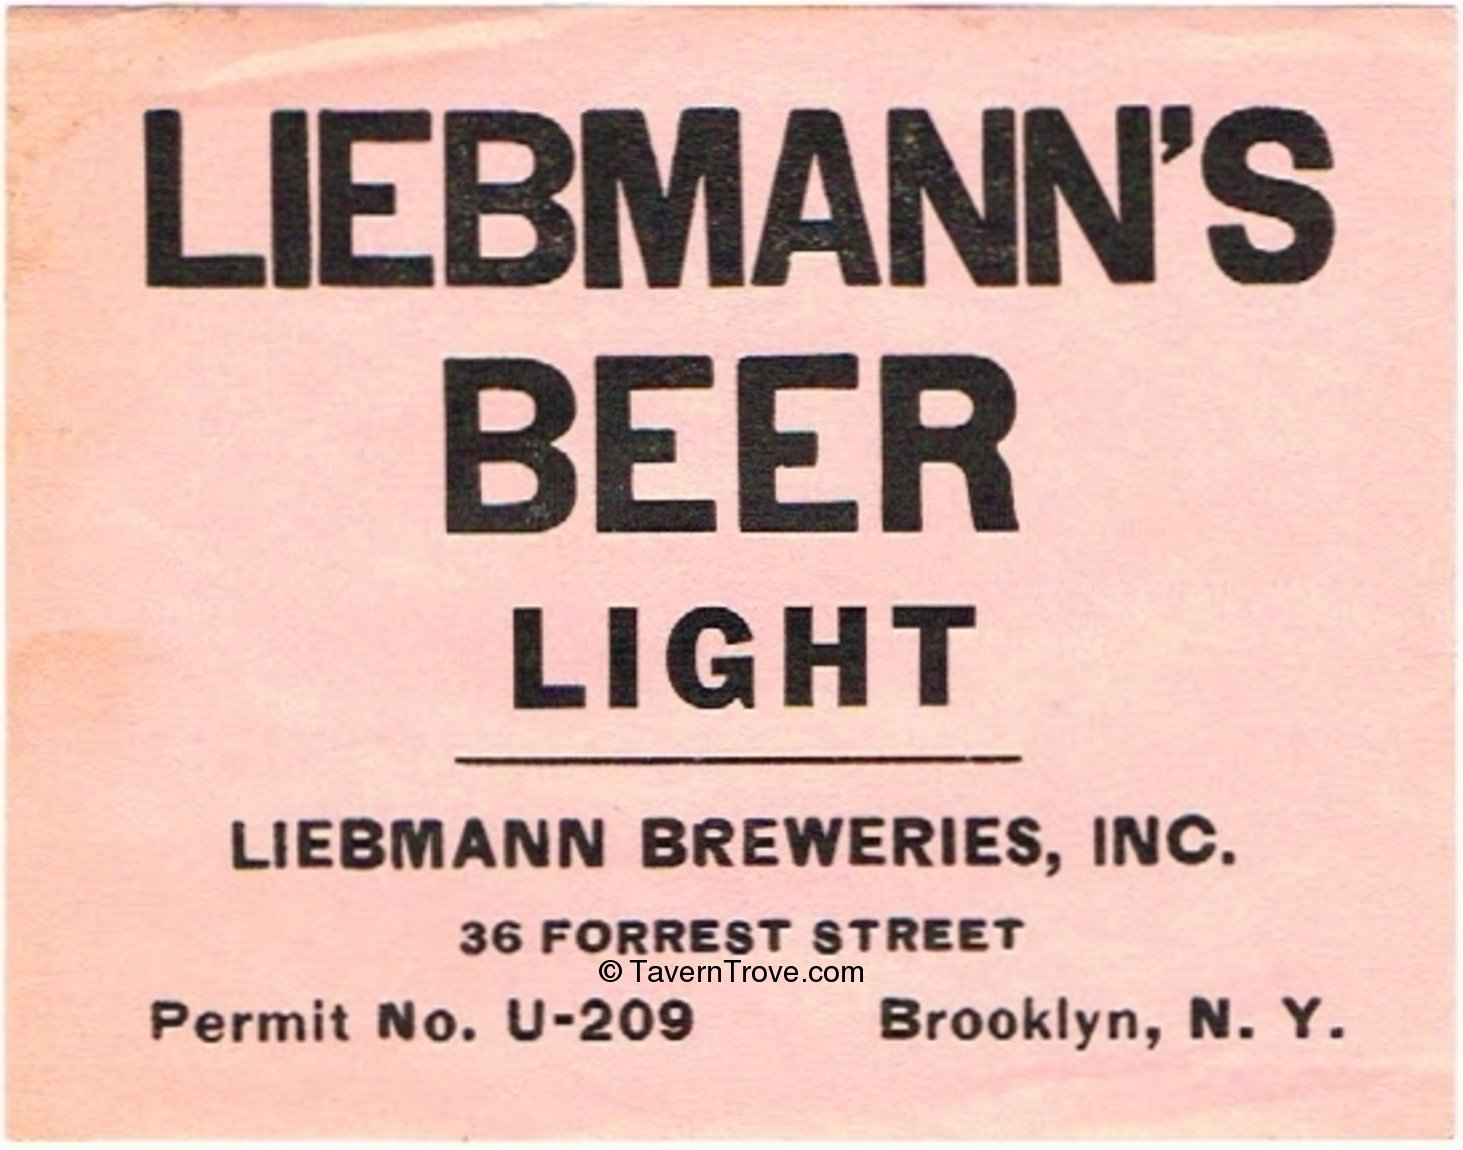 LIEBMANN'S
BEER
LIGHT
LIEBMANN BREWERIES, INC.
36 FORREST STREET
© TavernTrove.com
Permit No. U-209 Brooklyn, N. Y.